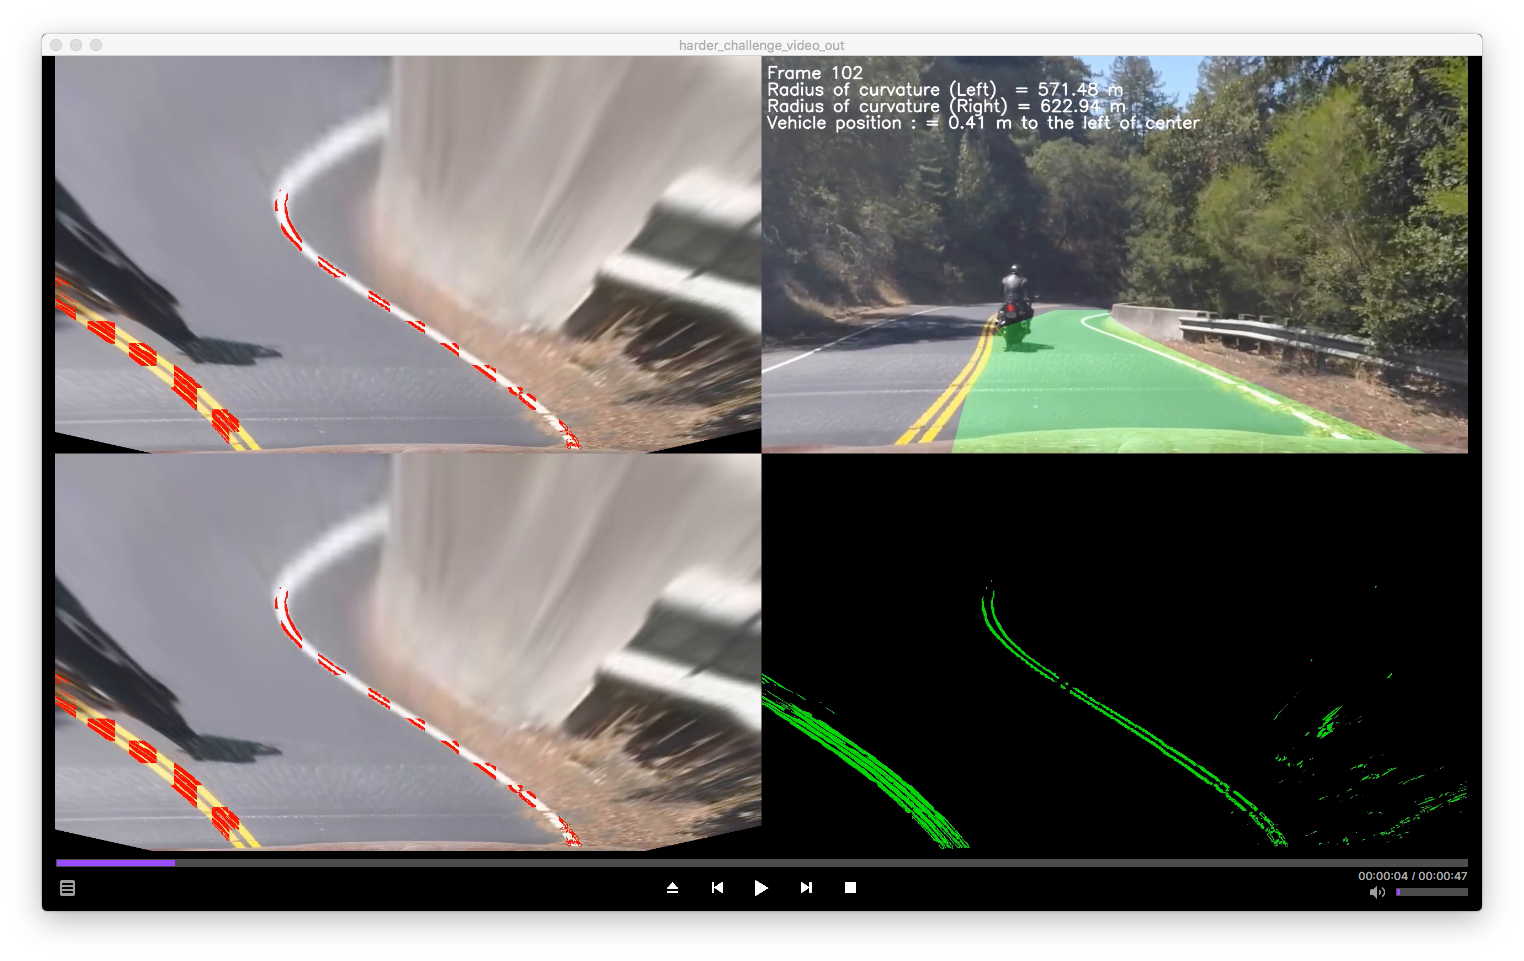 harder_challenge_video_out
Frame 102
Radius of curvature (Left)  = 571.48 m
Radius of curvature (Right) = 622.94 m
Vehicle position : = 0.41 m to the left of center
00:00:04 / 00:00:47